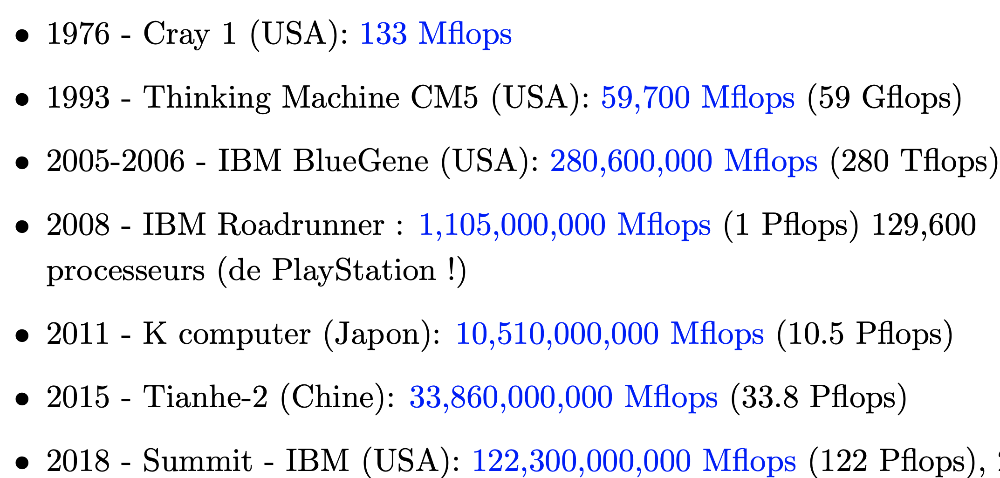 • 1976 - Cray 1 (USA): 133 Mflops
• 1993 - Thinking Machine CM5 (USA): 59,700 Mflops (59 Gflops)
• 2005-2006 - IBM BlueGene (USA): 280,600,000 Mflops (280 Tflops)
• 2008 - IBM Roadrunner : 1,105,000,000 Mflops (1 Pflops) 129,600
processeurs (de PlayStation !)
• 2011 - K computer (Japon): 10,510,000,000 Mflops (10.5 Pflops)
• 2015 - Tianhe-2 (Chine): 33,860,000,000 Mflops (33.8 Pflops)
• 2018 - Summit - IBM (USA): 122,300,000,000 Mflops (122 Pflops),